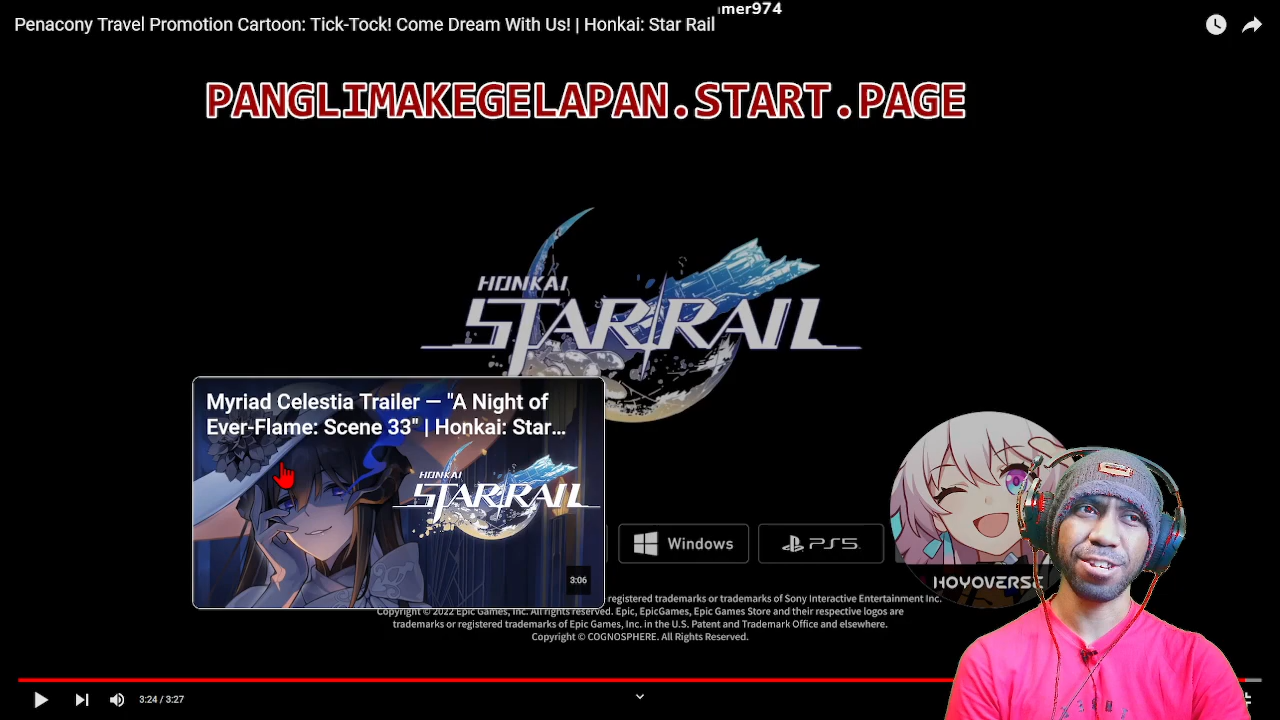 mer974
Penacony Travel Promotion Cartoon: Tick-Tock! Come Dream With Us! | Honkai: Star Rail
PANGLIMAKEGELAPAN.START.PAGE
HONKAI
STAR RAIL
Myriad Celestia Trailer — "A Night of
Ever-Flame: Scene 33" | Honkai: Star...
HONKAI
STAR RAIL
3:06
Windows
PS5
HOYOVERSE
registered trademarks or trademarks of Sony Interactive Entertainment Inc.
Copyright © 2022 Epic Games, Inc. All rights reserved. Epic, EpicGames, Epic Games Store and their respective logos are
trademarks or registered trademarks of Epic Games, Inc. in the U.S. Patent and Trademark Office and elsewhere.
Copyright © COGNOSPHERE. All Rights Reserved.
3:24 / 3:27